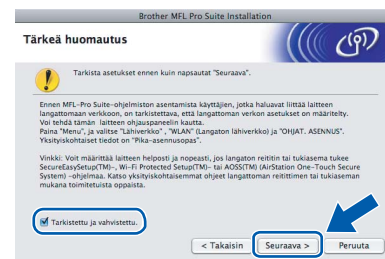 Brother MFL Pro Suite Installation
Tärkeä huomautus
Tarkista asetukset ennen kuin napsautat "Seuraava".
Ennen MFL-Pro Suite-ohjelmiston asentamista käyttäjien, jotka haluavat liittää laitteen
langattomaan verkkoon, on tarkistettava, että langattoman verkon asetukset on määritelty.
Voi tehdä tämän laitteen ohjauspaneelin kautta.
Paina "Menu", ja valitse "Lähiverkko" , "WLAN" (Langaton lähiverkko) ja "OHJAT. ASENNUS".
Yksityiskohtaiset tiedot on "Pika-asennusopas".
Vinkki: Voit määrittää laitteen helposti ja nopeasti, jos langaton reititin tai tukiasema tukee
SecureEasySetup(TM)-, Wi-Fi Protected Setup(TM)- tai AOSS(TM) (AirStation One-Touch Secure
System) -ohjelmaa. Katso yksityiskohtaisemmat ohjeet langattoman reitittimen tai tukiaseman
mukana toimitetuista oppaista.
Tarkistettu ja vahvistettu.
< Takaisin Seuraava > Peruuta